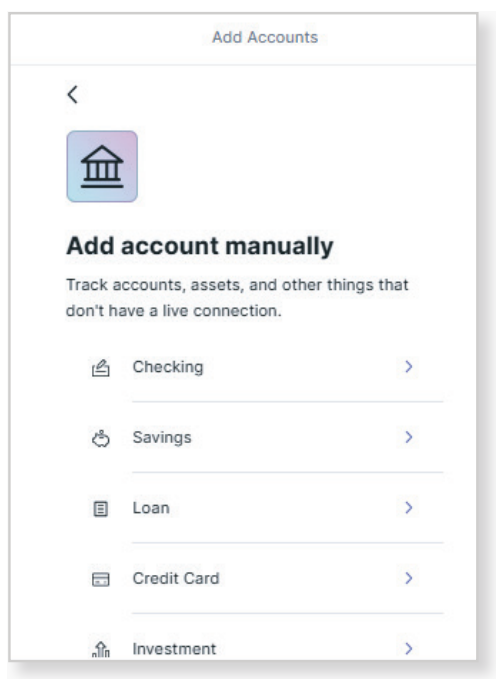 Add Accounts
Add account manually
Track accounts, assets, and other things that
don't have a live connection.
Checking
Savings
Loan
Credit Card
Investment